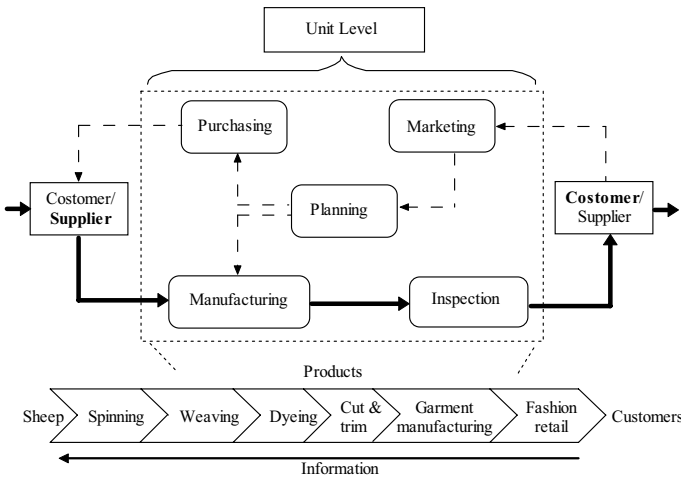 Unit Level
Purchasing
Marketing
Costomer/
Supplier
Planning
Costomer/
Supplier
Manufacturing
Inspection
Products
Sheep
Spinning
Weaving
Dyeing
Cut &
trim
Garment
manufacturing
Fashion
retail
Customers
Information